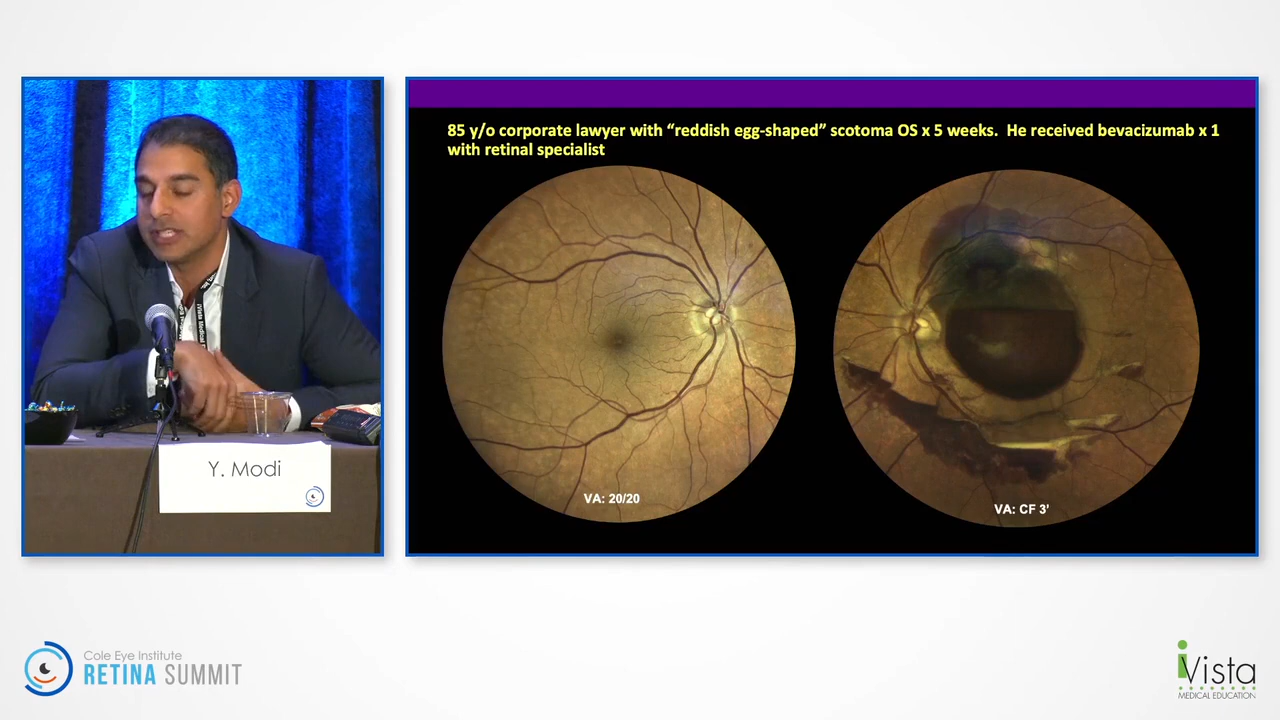 85 y/o corporate lawyer with “reddish egg-shaped” scotoma OS x 5 weeks.  He received bevacizumab x 1
with retinal specialist
VA: 20/20
VA: CF 3’
Y. Modi
Cole Eye Institute
RETINA SUMMIT
iVista
MEDICAL EDUCATION